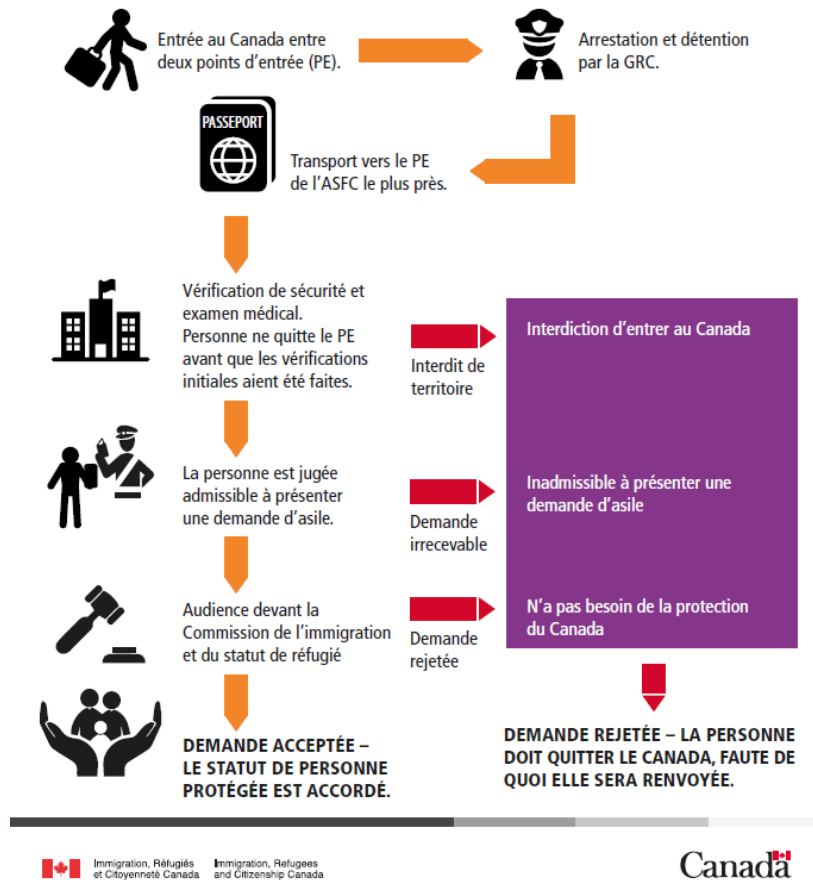 Entrée au Canada entre
deux points d'entrée (PE).
Arrestation et détention
par la GRC.
PASSEPORT
Transport vers le PE
de l'ASFC le plus près.
Vérification de sécurité et
examen médical.
Personne ne quitte le PE
avant que les vérifications
initiales aient été faites.
Interdit de
territoire
Interdiction d'entrer au Canada
La personne est jugée
admissible à présenter
une demande d'asile.
Demande
irrecevable
Inadmissible à présenter une
demande d'asile
Audience devant la
Commission de l'immigration
et du statut de réfugié
Demande
rejetée
N'a pas besoin de la protection
du Canada
DEMANDE ACCEPTÉE –
LE STATUT DE PERSONNE
PROTÉGÉE EST ACCORDÉ.
DEMANDE REJETÉE – LA PERSONNE
DOIT QUITTER LE CANADA, FAUTE DE
QUOI ELLE SERA RENVOYÉE.
Immigration, Réfugiés
et Citoyenneté Canada
Immigration, Refugees
and Citizenship Canada
Canada